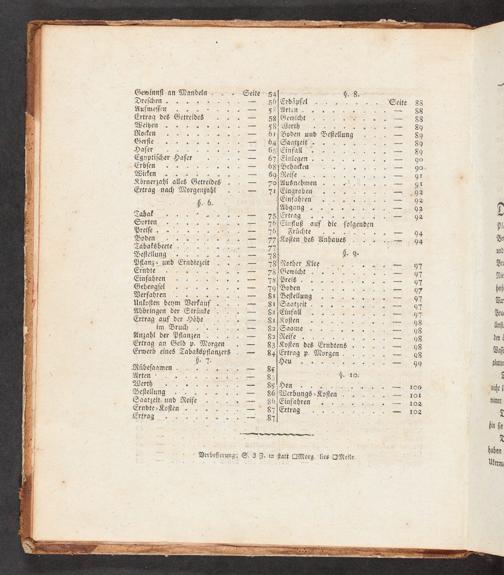 Gewinnst an Mandeln . . . Seite 54
Dreschen . . . — 56
Ausmessen . . . — 58
Ertrag des Getreides . . . — 58
Weitzen . . . — 58
Rocken . . . — 61
Gerste . . . — 64
Hafer . . . — 65
Egyptischer Hafer . . . — 67
Erbsen . . . — 68
Wicken . . . — 69
Körnerzahl alles Getreides . . . — 70
Ertrag nach Morgenzahl . . . — 71
§. 6.
Tabak . . . — 75
Sorten . . . — 76
Preise . . . — 76
Boden . . . — 77
Tabaksbeete . . . — 77
Bestellung . . . — 78
Pflanz- und Erndtezeit . . . — 78
Erndte . . . — 78
Einfahren . . . — 78
Gehengsel . . . — 79
Verfahren . . . — 81
Unkosten beym Verkauf . . . — 81
Abbringen der Strünke . . . — 81
Ertrag auf der Höhe . . . — 81
im Bruch . . . — 82
Anzahl der Pflanzen . . . — 82
Ertrag an Geld p. Morgen . . . — 83
Erwerb eines Tabakspflanzers . . . — 84
§. 7.
Rübesaamen . . . — 85
Arten . . . — 85
Werth . . . — 85
Bestellung . . . — 86
Saatzeit und Reife . . . — 86
Erndte-Kosten . . . — 87
Ertrag . . . — 87
§. 8.
Erdäpfel . . . Seite 88
Arten . . . — 88
Gewicht . . . — 88
Werth . . . — 89
Boden und Bestellung . . . — 89
Saatzeit . . . — 89
Einfall . . . — 89
Einlegen . . . — 90
Behacken . . . — 90
Reife . . . — 91
Aufnehmen . . . — 91
Eingraben . . . — 92
Einfahren . . . — 92
Abgang . . . — 92
Ertrag . . . — 92
Einfluß auf die folgenden
Früchte . . . — 94
Kosten des Anbaues . . . — 94
§. 9.
Rother Klee . . . — 97
Gewicht . . . — 97
Preis . . . — 97
Boden . . . — 97
Bestellung . . . — 97
Saatzeit . . . — 97
Einfall . . . — 97
Kosten . . . — 98
Saame . . . — 98
Reife . . . — 98
Kosten des Erndtens . . . — 98
Ertrag p. Morgen . . . — 98
Heu . . . — 99
§. 10.
Heu . . . — 100
Werbungs-Kosten . . . — 101
Einfahren . . . — 102
Ertrag . . . — 102
Verbesserung: S. 3 Z. 12 statt □Morg. lies □Meile.